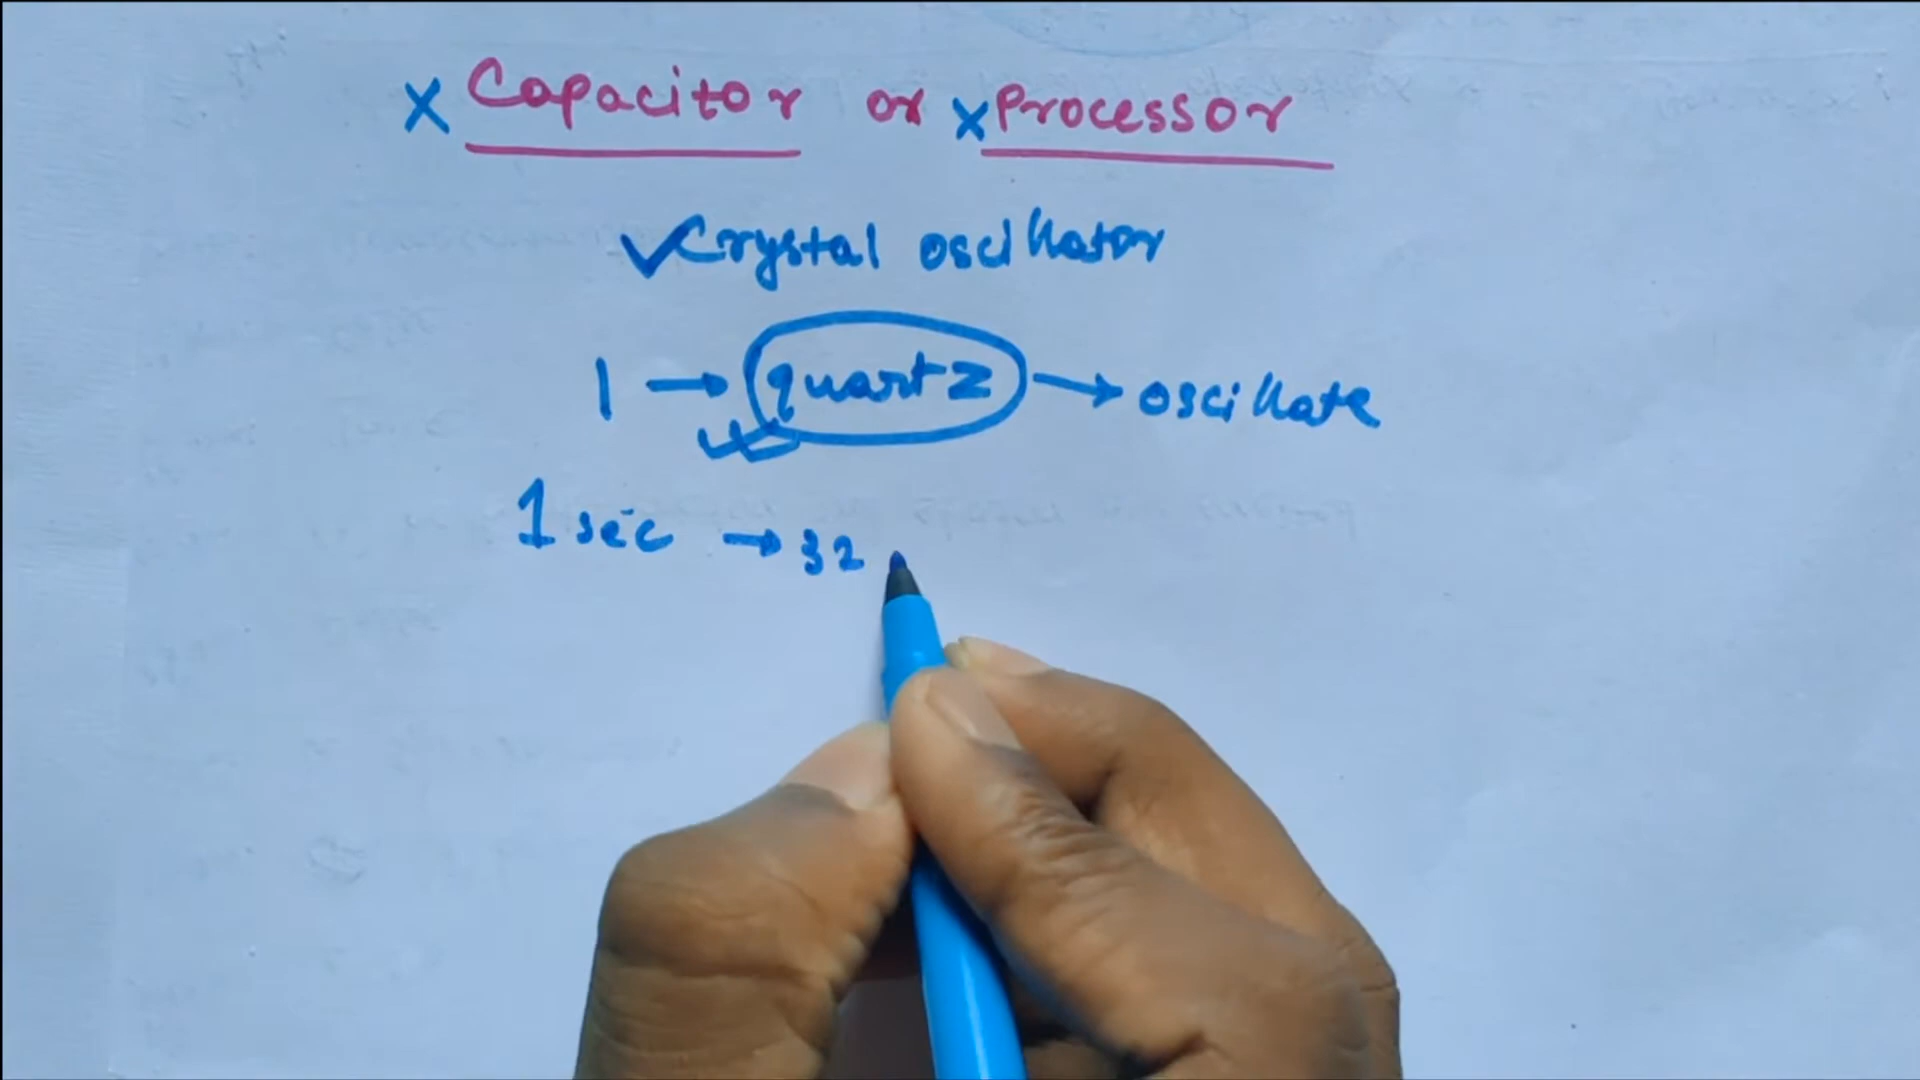 × Capacitor or × Processor
✓ Crystal oscillator
1 → quartz → oscillate
1 sec → 32